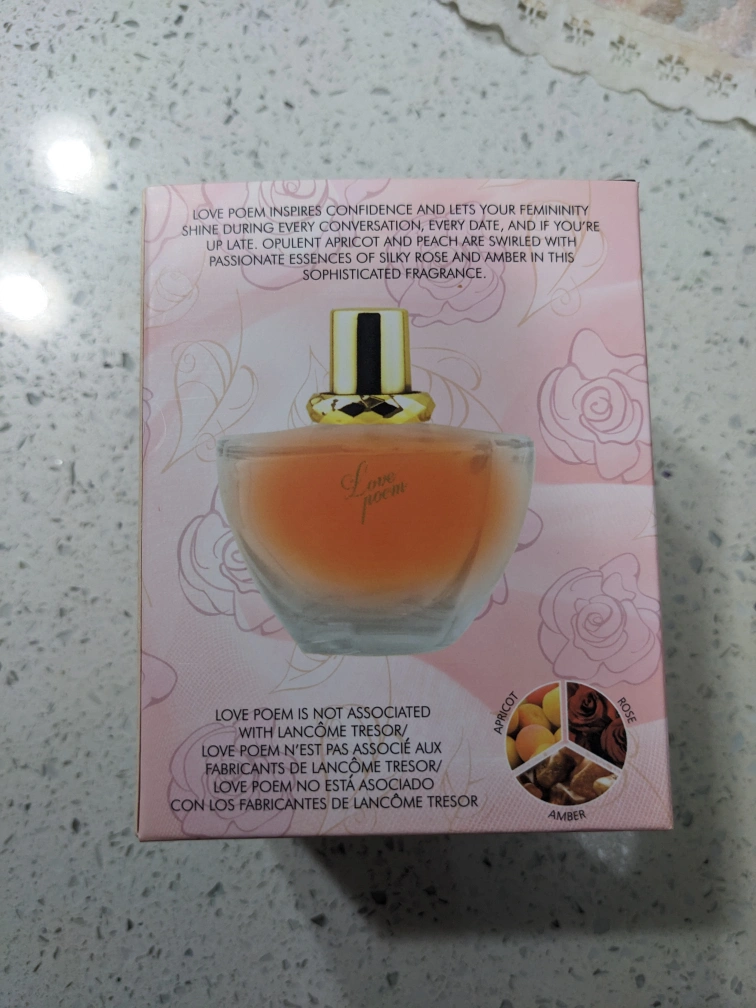 LOVE POEM INSPIRES CONFIDENCE AND LETS YOUR FEMININITY
SHINE DURING EVERY CONVERSATION, EVERY DATE, AND IF YOU'RE
UP LATE. OPULENT APRICOT AND PEACH ARE SWIRLED WITH
PASSIONATE ESSENCES OF SILKY ROSE AND AMBER IN THIS
SOPHISTICATED FRAGRANCE.
Love
poem
LOVE POEM IS NOT ASSOCIATED
WITH LANCÔME TRESOR/
LOVE POEM N'EST PAS ASSOCIÉ AUX
FABRICANTS DE LANCÔME TRESOR/
LOVE POEM NO ESTÁ ASOCIADO
CON LOS FABRICANTES DE LANCÔME TRESOR
APRICOT
ROSE
AMBER